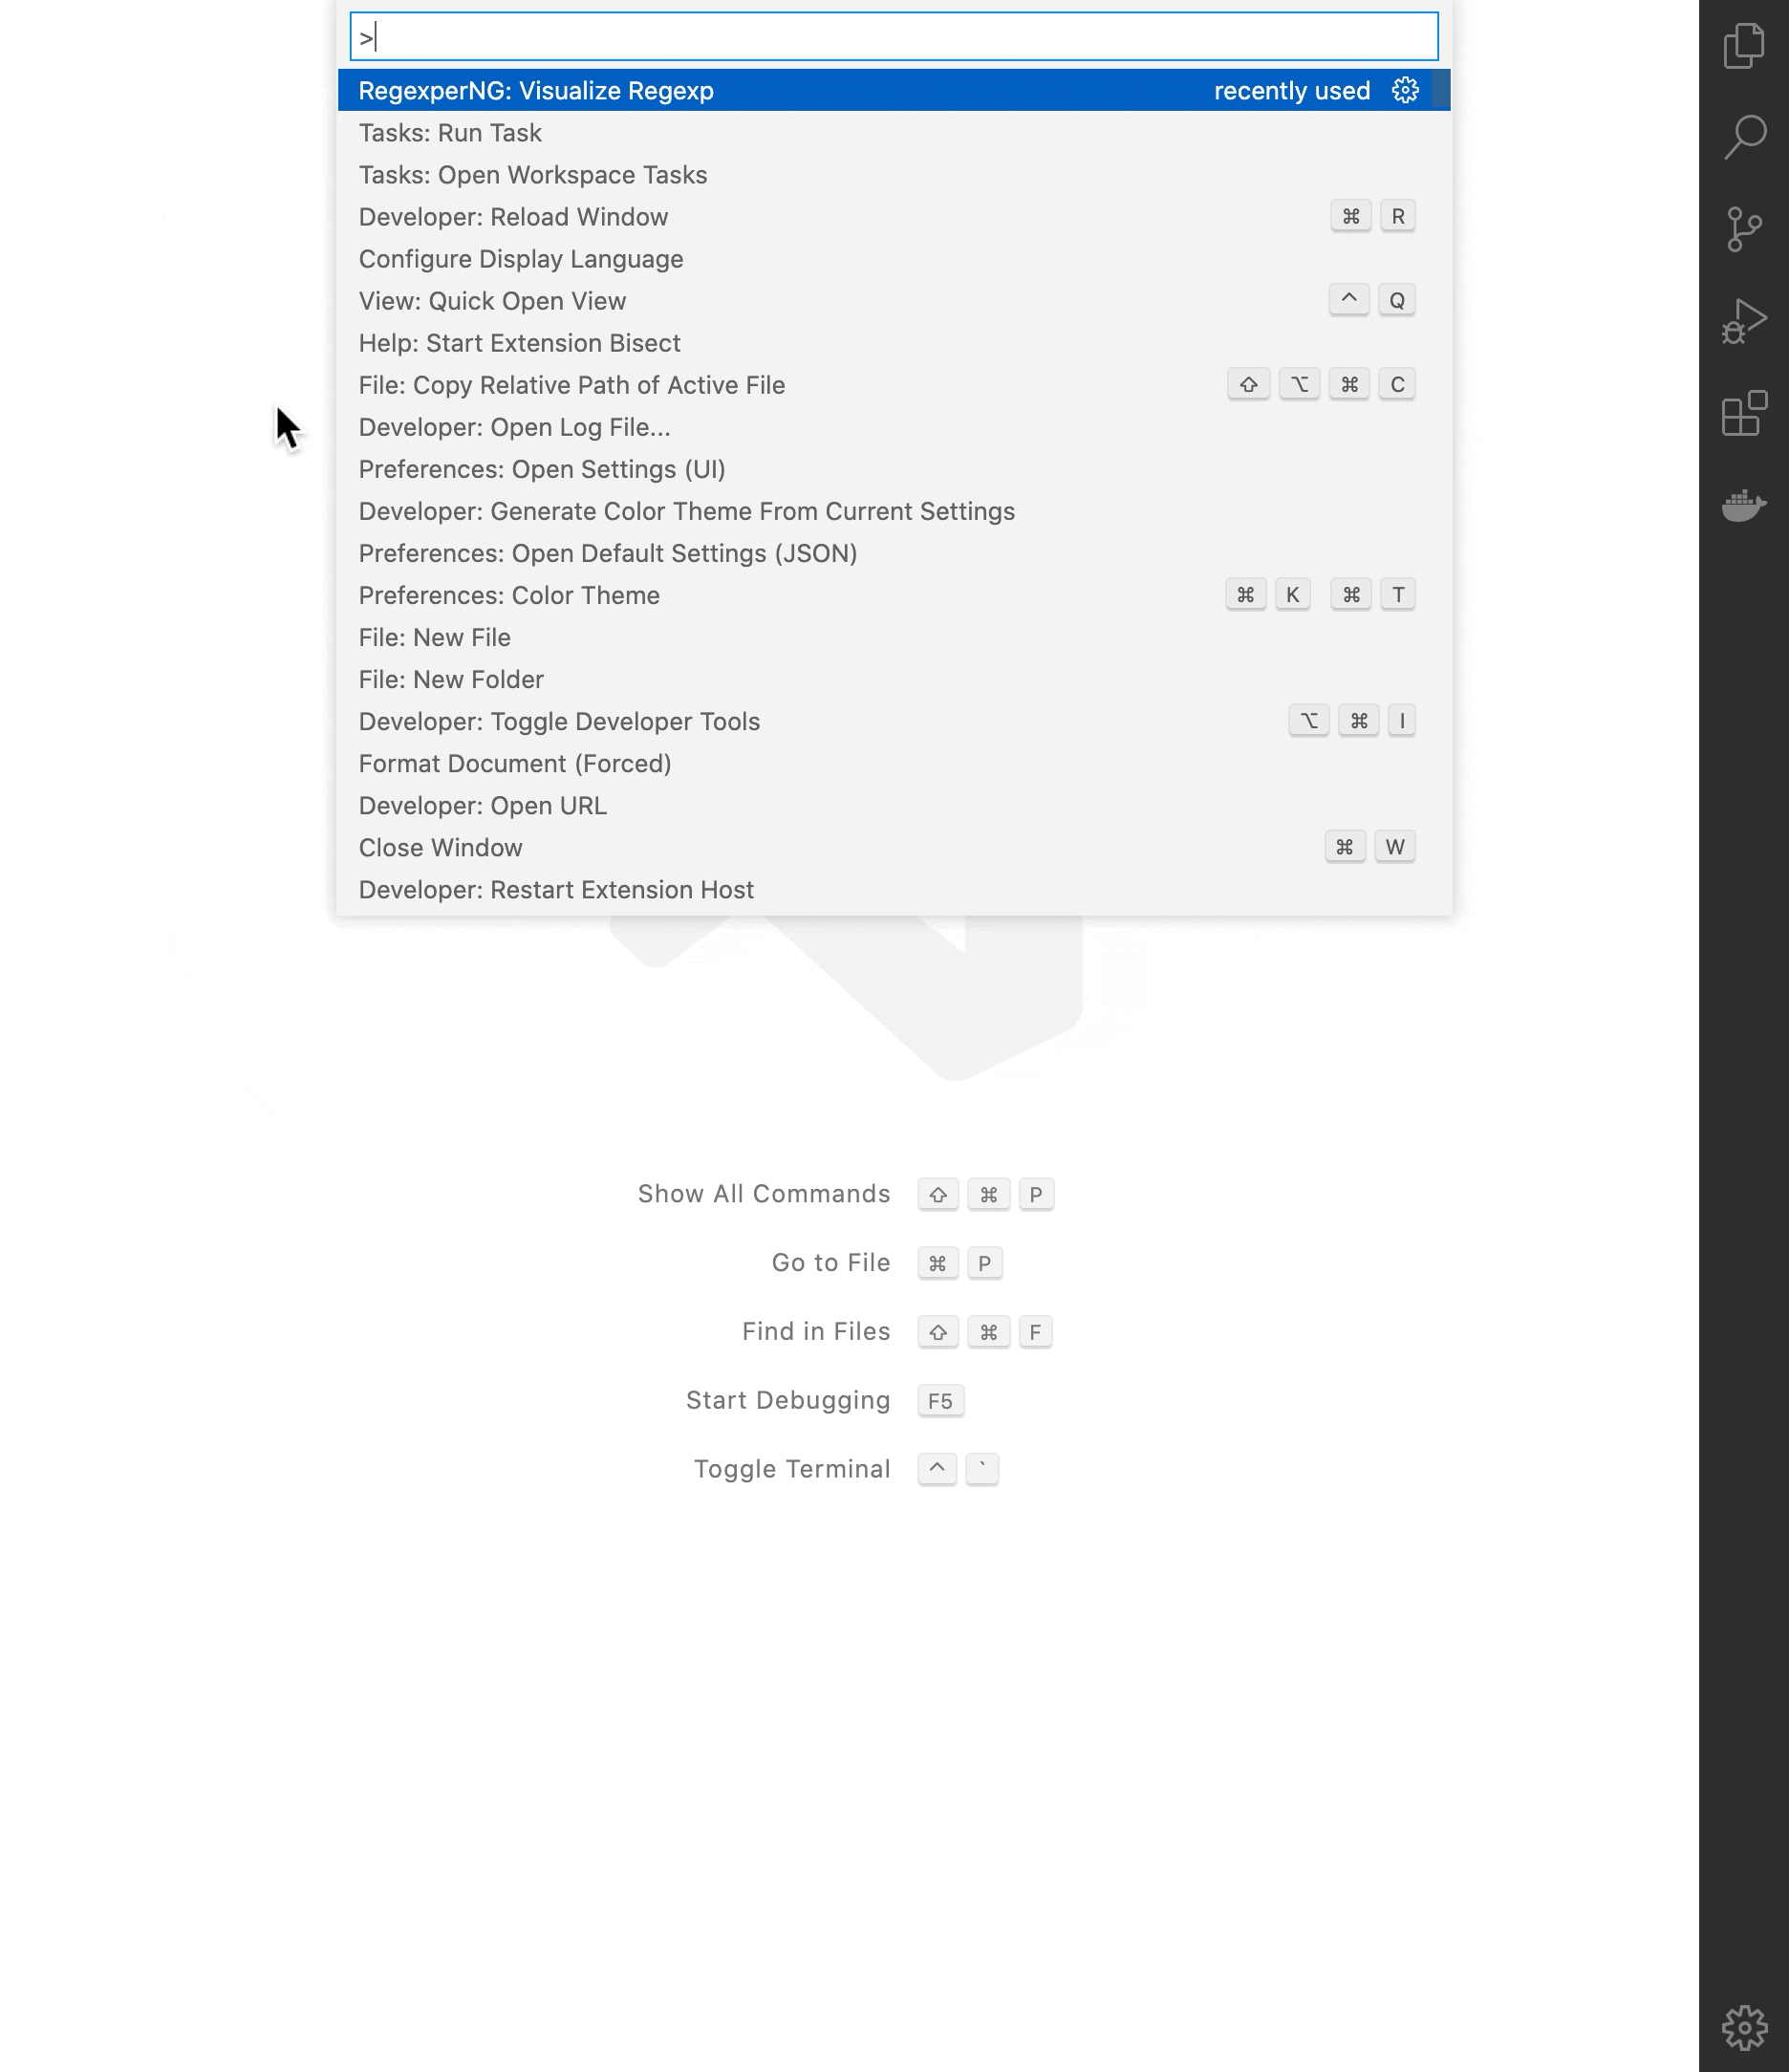 >
RegexperNG: Visualize Regexp recently used
Tasks: Run Task
Tasks: Open Workspace Tasks
Developer: Reload Window ⌘ R
Configure Display Language
View: Quick Open View ^ Q
Help: Start Extension Bisect
File: Copy Relative Path of Active File ⇧ ⌥ ⌘ C
Developer: Open Log File...
Preferences: Open Settings (UI)
Developer: Generate Color Theme From Current Settings
Preferences: Open Default Settings (JSON)
Preferences: Color Theme ⌘ K ⌘ T
File: New File
File: New Folder
Developer: Toggle Developer Tools ⌥ ⌘ I
Format Document (Forced)
Developer: Open URL
Close Window ⌘ W
Developer: Restart Extension Host
Show All Commands ⇧ ⌘ P
Go to File ⌘ P
Find in Files ⇧ ⌘ F
Start Debugging F5
Toggle Terminal ^ `